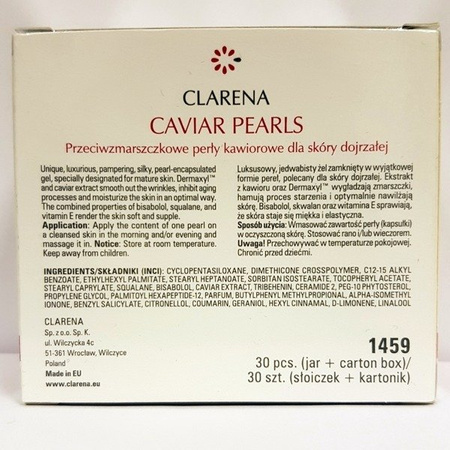 CLARENA
CAVIAR PEARLS
Przeciwzmarszczkowe perły kawiorowe dla skóry dojrzałej
Unique, luxurious, pampering, silky, pearl-encapsulated
gel, specially designated for mature skin. Dermaxyl™
and caviar extract smooth out the wrinkles, inhibit aging
processes and moisturize the skin in an optimal way.
The combined properties of bisabolol, squalane, and
vitamin E render the skin soft and supple.
Application: Apply the content of one pearl on
a cleansed skin in the morning and/or evening and
massage it in. Notice: Store at room temperature.
Keep away from children.
Luksusowy, jedwabisty żel zamknięty w wyjątkowej
formie pereł, polecany dla skóry dojrzałej. Ekstrakt
z kawioru oraz Dermaxyl™ wygładzają zmarszczki,
hamują proces starzenia i optymalnie nawilżają
skórę. Bisabolol, skwalan oraz witamina E sprawiają,
że skóra staje się miękka i elastyczna.
Sposób użycia: Wmasować zawartość perły (kapsułki)
w oczyszczoną skórę. Stosować rano i/lub wieczorem.
Uwaga! Przechowywać w temperaturze pokojowej.
Chronić przed dziećmi.
INGREDIENTS/SKŁADNIKI (INCI): CYCLOPENTASILOXANE, DIMETHICONE CROSSPOLYMER, C12-15 ALKYL
BENZOATE, ETHYLHEXYL PALMITATE, STEARYL HEPTANOATE, ISOPROPYL ISOSTEARATE, TOCOPHERYL ACETATE,
STEARYL CAPRYLATE, SQUALANE, BISABOLOL, CAVIAR EXTRACT, TRIBEHENIN, CERAMIDE 2, PEG-10 PHYTOSTEROL,
PROPYLENE GLYCOL, PALMITOYL HEXAPEPTIDE-12, PARFUM, BUTYLPHENYL METHYLPROPIONAL, ALPHA-ISOMETHYL
IONONE, BENZYL SALICYLATE, CITRONELLOL, COUMARIN, GERANIOL, HEXYL CINNAMAL, D-LIMONENE, LINALOOL
CLARENA
Sp. z o.o. Sp. K.
ul. Wilczycka 4c
51-361 Wrocław, Wilczyce
Poland
Made in EU
www.clarena.eu
1459
30 pcs. (jar + carton box)/
30 szt. (słoiczek + kartonik)